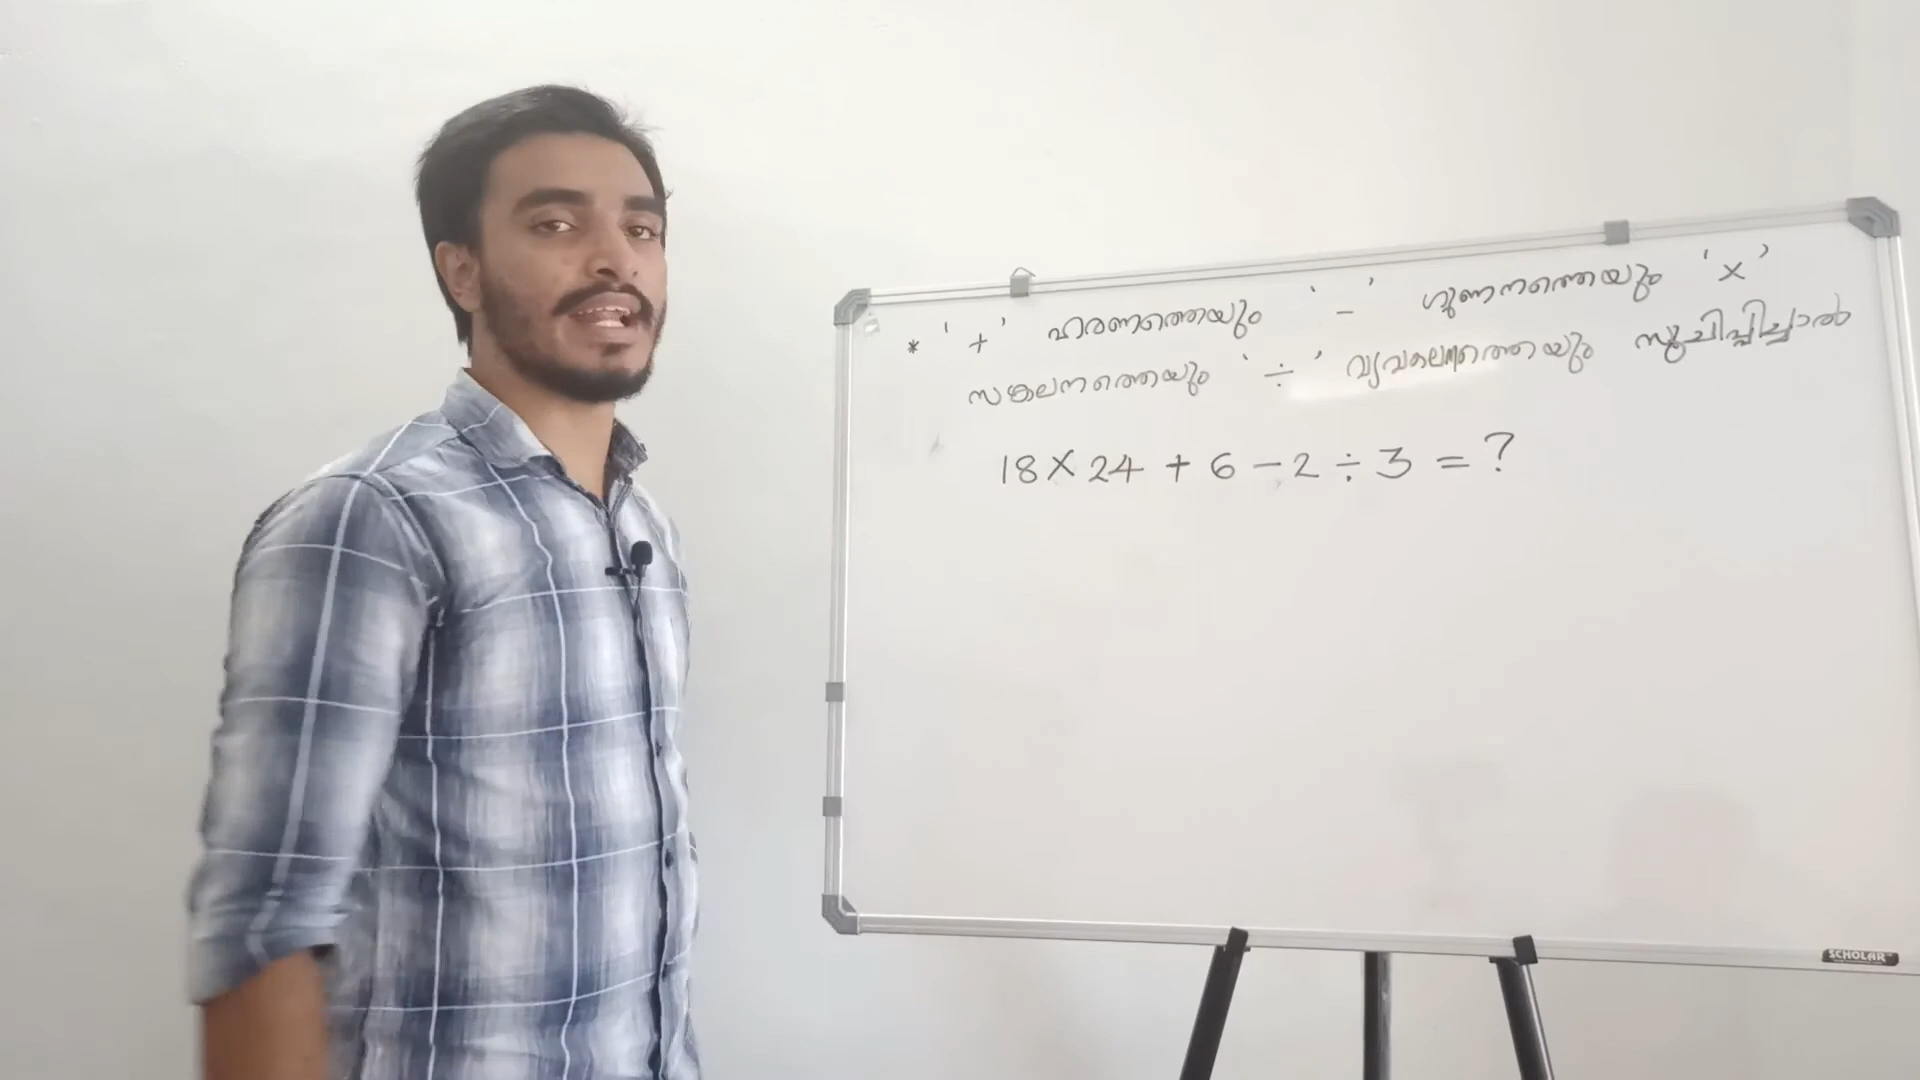 * ' + ' ഹരണത്തെയും ' - ' ഗുണനത്തെയും ' x '
സങ്കലനത്തെയും ' ÷ ' വ്യവകലനത്തെയും സൂചിപ്പിച്ചാൽ
18 x 24 + 6 - 2 ÷ 3 = ?
SCHOLAR